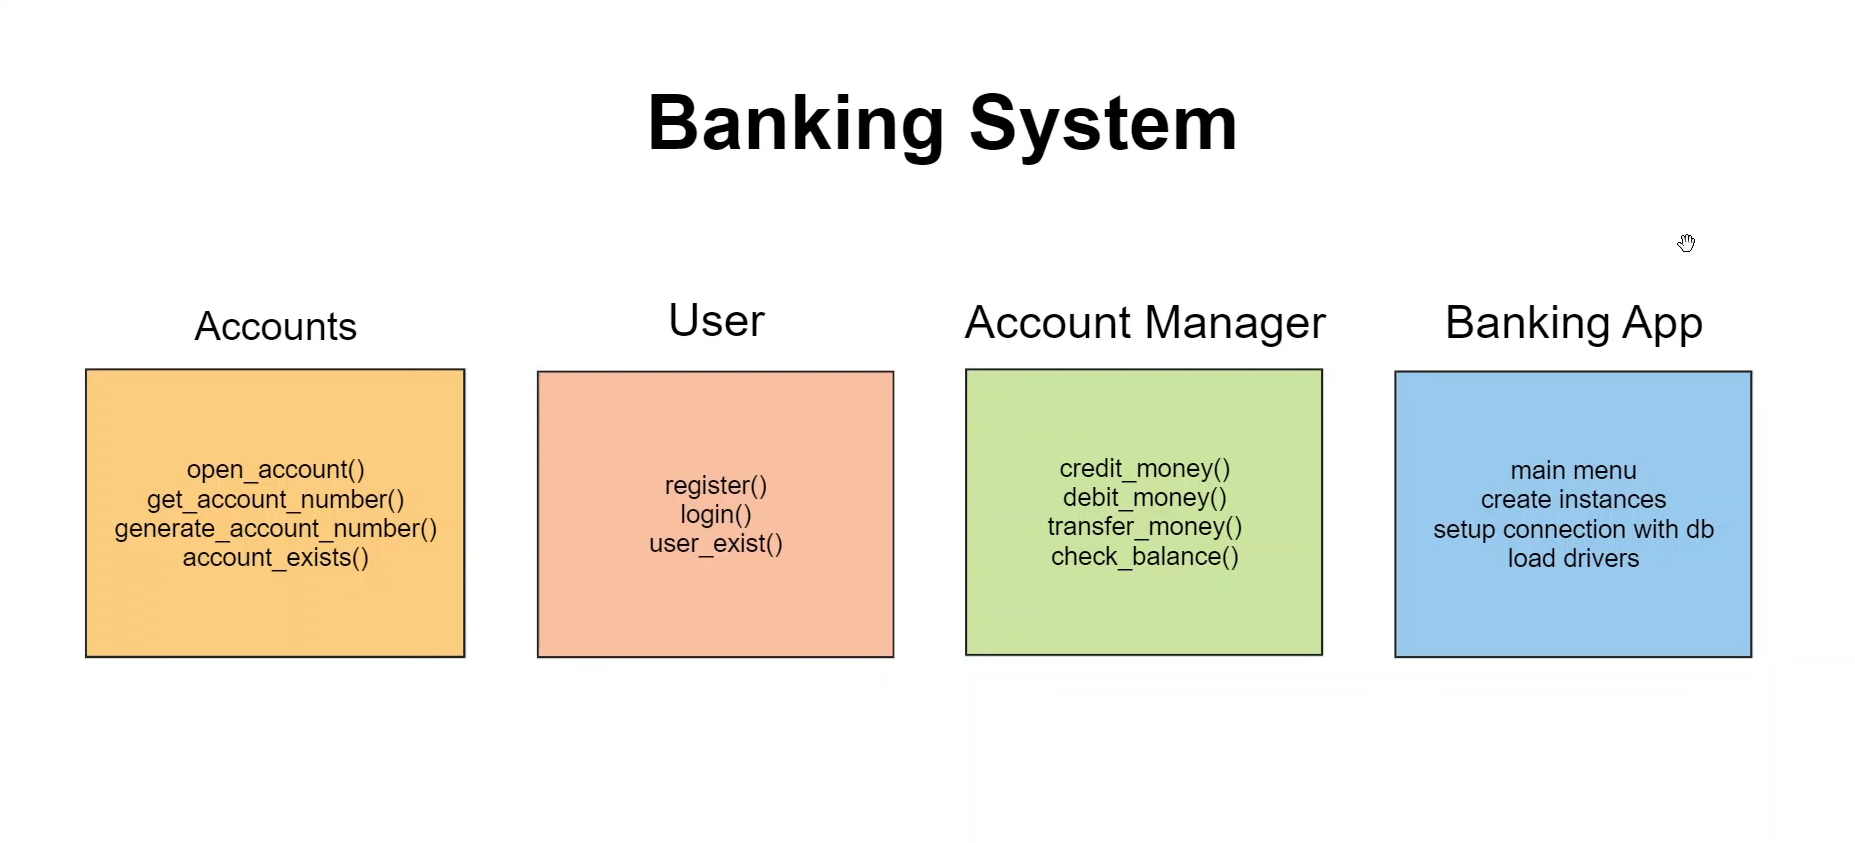 Banking System
Accounts
open_account()
get_account_number()
generate_account_number()
account_exists()
User
register()
login()
user_exist()
Account Manager
credit_money()
debit_money()
transfer_money()
check_balance()
Banking App
main menu
create instances
setup connection with db
load drivers